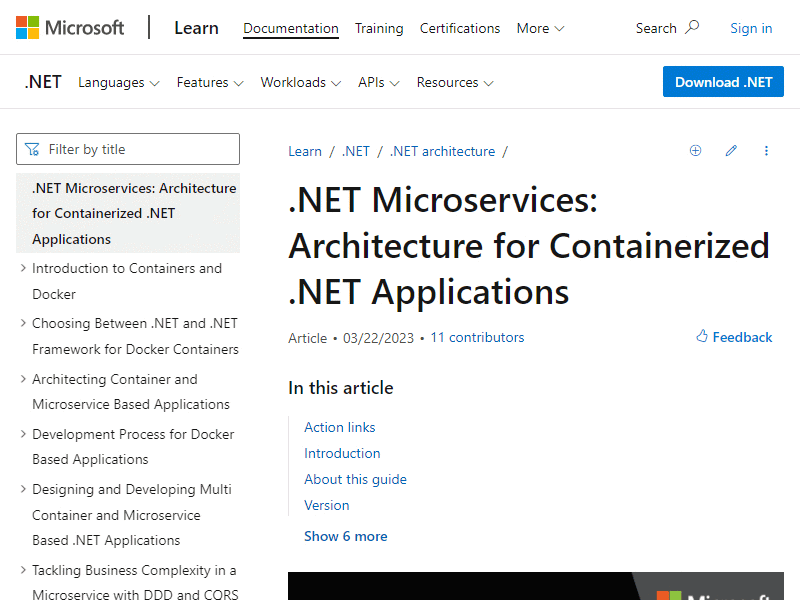 Microsoft
Learn
Documentation
Training
Certifications
More
Search
Sign in
.NET
Languages
Features
Workloads
APIs
Resources
Download .NET
Filter by title
.NET Microservices: Architecture
for Containerized .NET
Applications
Introduction to Containers and
Docker
Choosing Between .NET and .NET
Framework for Docker Containers
Architecting Container and
Microservice Based Applications
Development Process for Docker
Based Applications
Designing and Developing Multi
Container and Microservice
Based .NET Applications
Tackling Business Complexity in a
Microservice with DDD and CQRS
Learn / .NET / .NET architecture /
.NET Microservices:
Architecture for Containerized
.NET Applications
Article • 03/22/2023 • 11 contributors
Feedback
In this article
Action links
Introduction
About this guide
Version
Show 6 more
Microsoft